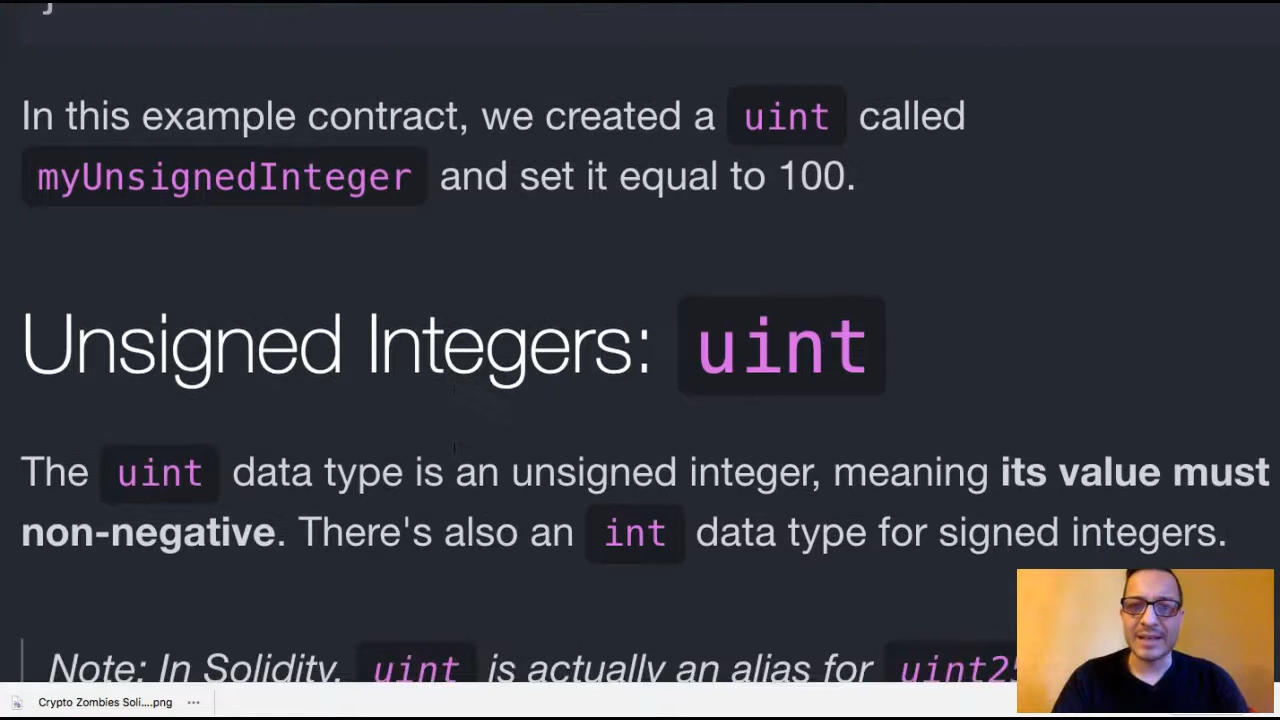 In this example contract, we created a uint called
myUnsignedInteger and set it equal to 100.
Unsigned Integers: uint
The uint data type is an unsigned integer, meaning its value must
non-negative. There's also an int data type for signed integers.
Note: In Solidity, uint is actually an alias for
Crypto Zombies Soli....png